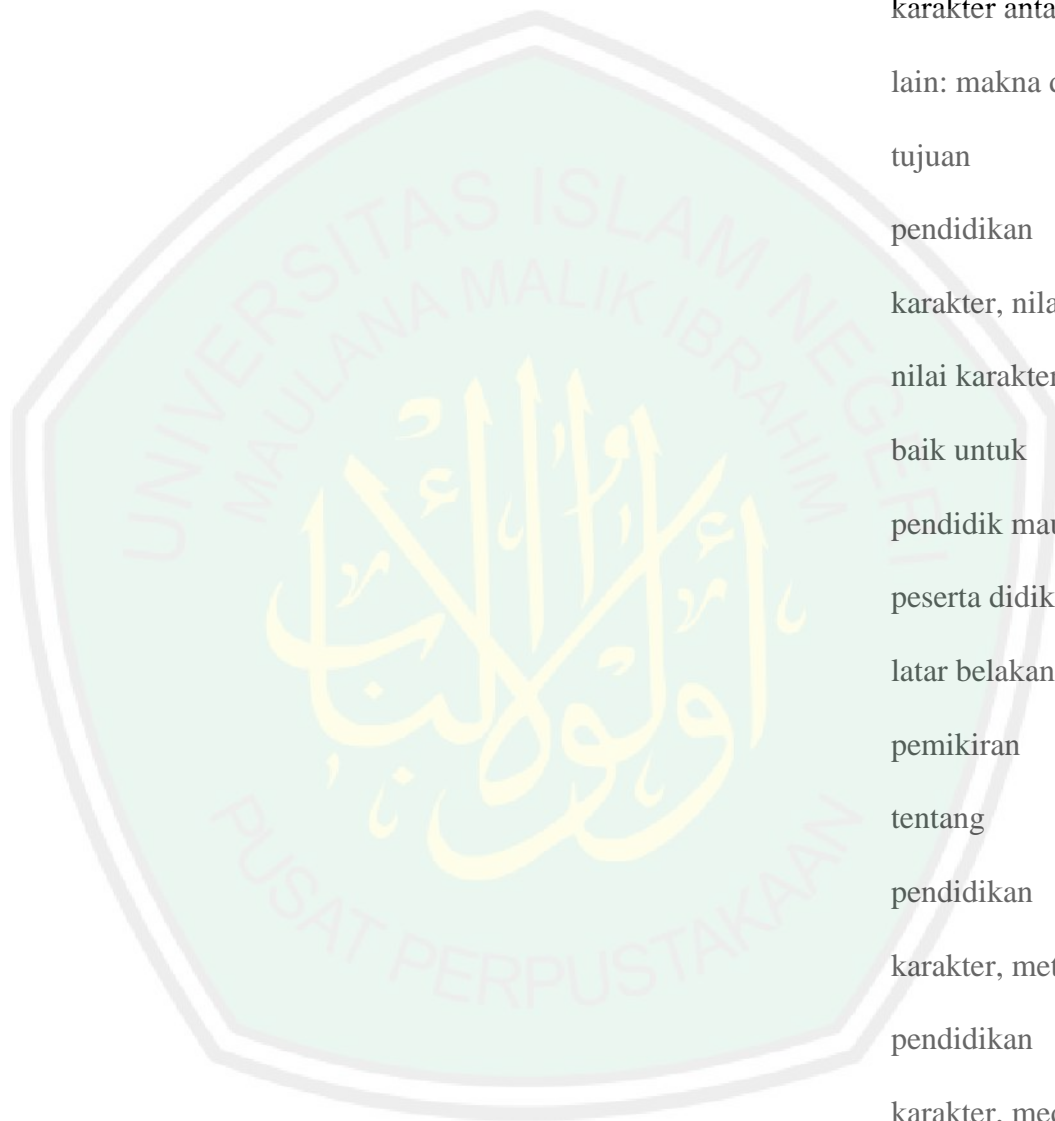 UNIVERSITAS ISLAM NEGERI
MAULANA MALIK IBRAHIM
أولوا الألباب
PUSAT PERPUSTAKAAN
karakter anta
lain: makna
tujuan
pendidikan
karakter,
nilai karakter
baik untuk
pendidik
peserta didik
latar
pemikiran
tentang
pendidikan
karakter,
pendidikan
karakter,